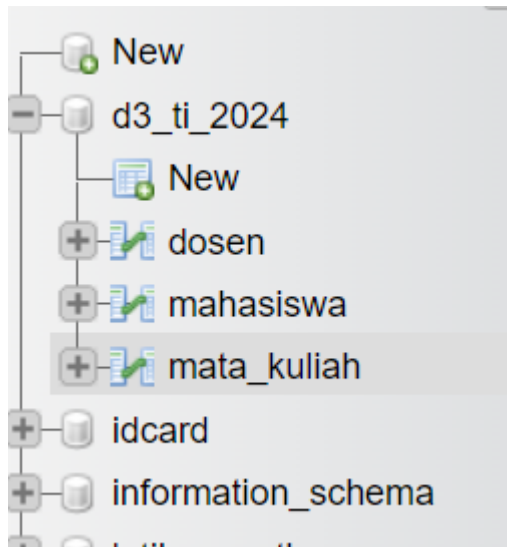 New
d3_ti_2024
New
dosen
mahasiswa
mata_kuliah
idcard
information_schema